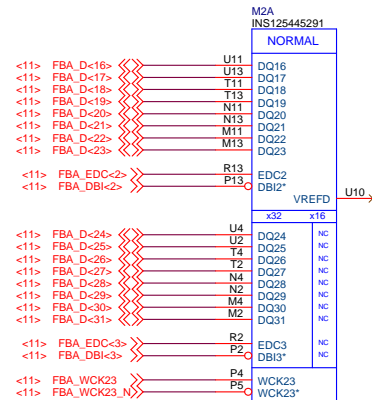 M2A
INS125445291
NORMAL
<11> FBA_D<16> U11 DQ16
<11> FBA_D<17> U13 DQ17
<11> FBA_D<18> T11 DQ18
<11> FBA_D<19> T13 DQ19
<11> FBA_D<20> N11 DQ20
<11> FBA_D<21> N13 DQ21
<11> FBA_D<22> M11 DQ22
<11> FBA_D<23> M13 DQ23
<11> FBA_EDC<2> R13 EDC2
<11> FBA_DBI<2> P13 DBI2*
VREFD U10
x32 x16
<11> FBA_D<24> U4 DQ24 NC
<11> FBA_D<25> U2 DQ25 NC
<11> FBA_D<26> T4 DQ26 NC
<11> FBA_D<27> T2 DQ27 NC
<11> FBA_D<28> N4 DQ28 NC
<11> FBA_D<29> N2 DQ29 NC
<11> FBA_D<30> M4 DQ30 NC
<11> FBA_D<31> M2 DQ31 NC
<11> FBA_EDC<3> R2 EDC3 NC
<11> FBA_DBI<3> P2 DBI3* NC
<11> FBA_WCK23 P4 WCK23
<11> FBA_WCK23_N P5 WCK23*